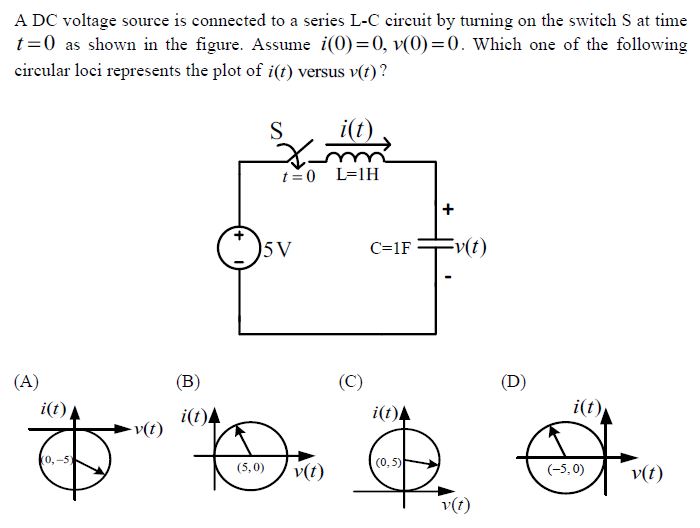 A DC voltage source is connected to a series L-C circuit by turning on the switch S at time
t=0 as shown in the figure. Assume i(0)=0, v(0)=0. Which one of the following
circular loci represents the plot of i(t) versus v(t)?
S
i(t)
t=0
L=1H
+
+
-
5V
C=1F
v(t)
-
(A)
(B)
(C)
(D)
i(t)
v(t)
(0,-5)
i(t)
(5,0)
v(t)
i(t)
(0,5)
v(t)
i(t)
(-5,0)
v(t)